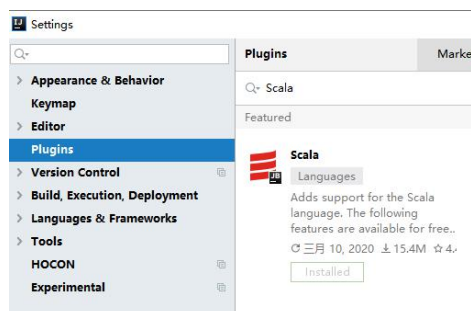 Settings
Plugins
Marke
Appearance & Behavior
Keymap
Editor
Plugins
Version Control
Build, Execution, Deployment
Languages & Frameworks
Tools
HOCON
Experimental
Scala
Featured
Scala
Languages
Adds support for the Scala
language. The following
features are available for free..
三月 10, 2020 15.4M 4.
Installed